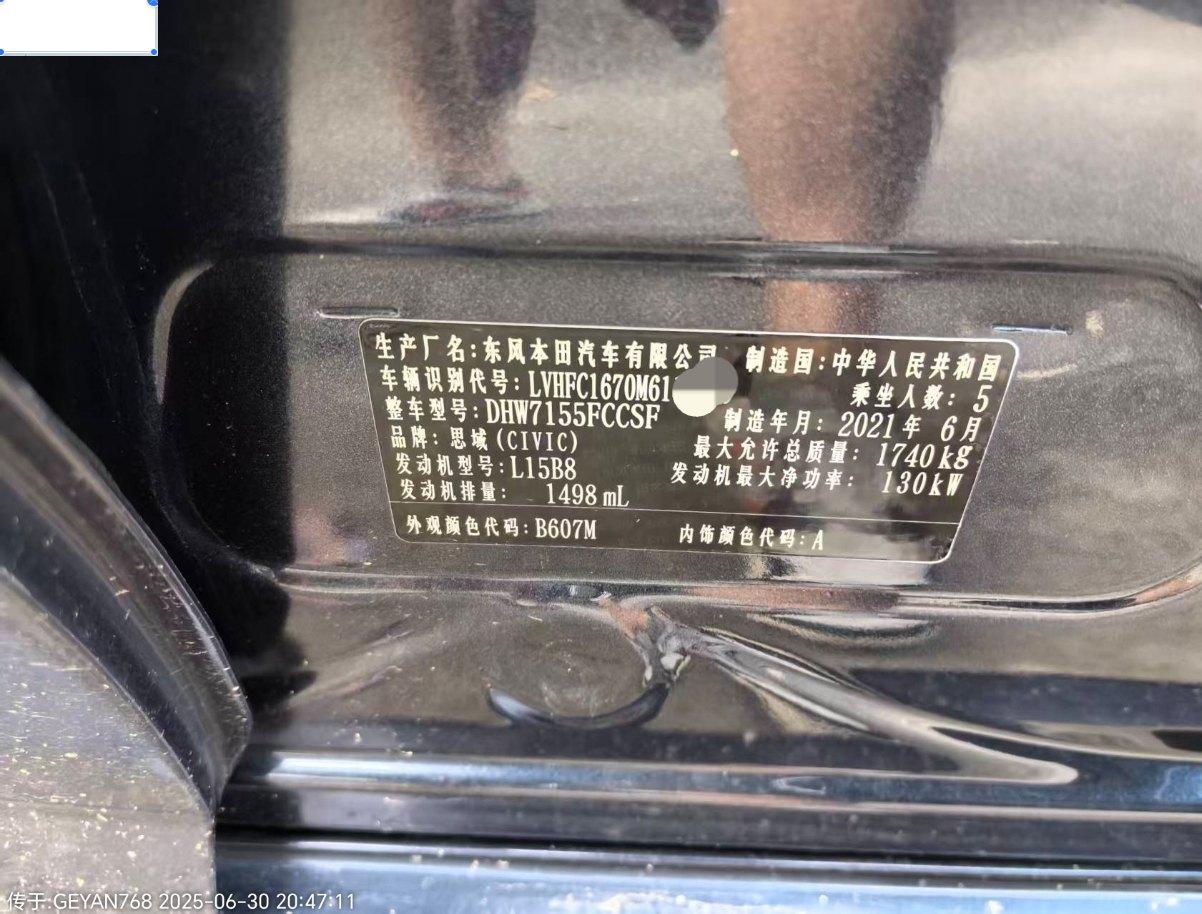 生产厂名:东风本田汽车有限公司 制造国:中华人民共和国
车辆识别代号:LVHFC1670M61 乘坐人数:5
整车型号:DHW7155FCCSF 制造年月:2021年 6月
品牌:思域(CIVIC) 最大允许总质量:1740kg
发动机型号:L15B8 发动机最大净功率:130kW
发动机排量: 1498mL
外观颜色代码:B607M 内饰颜色代码:A
传于:GEYAN768 2025-06-30 20:47:11